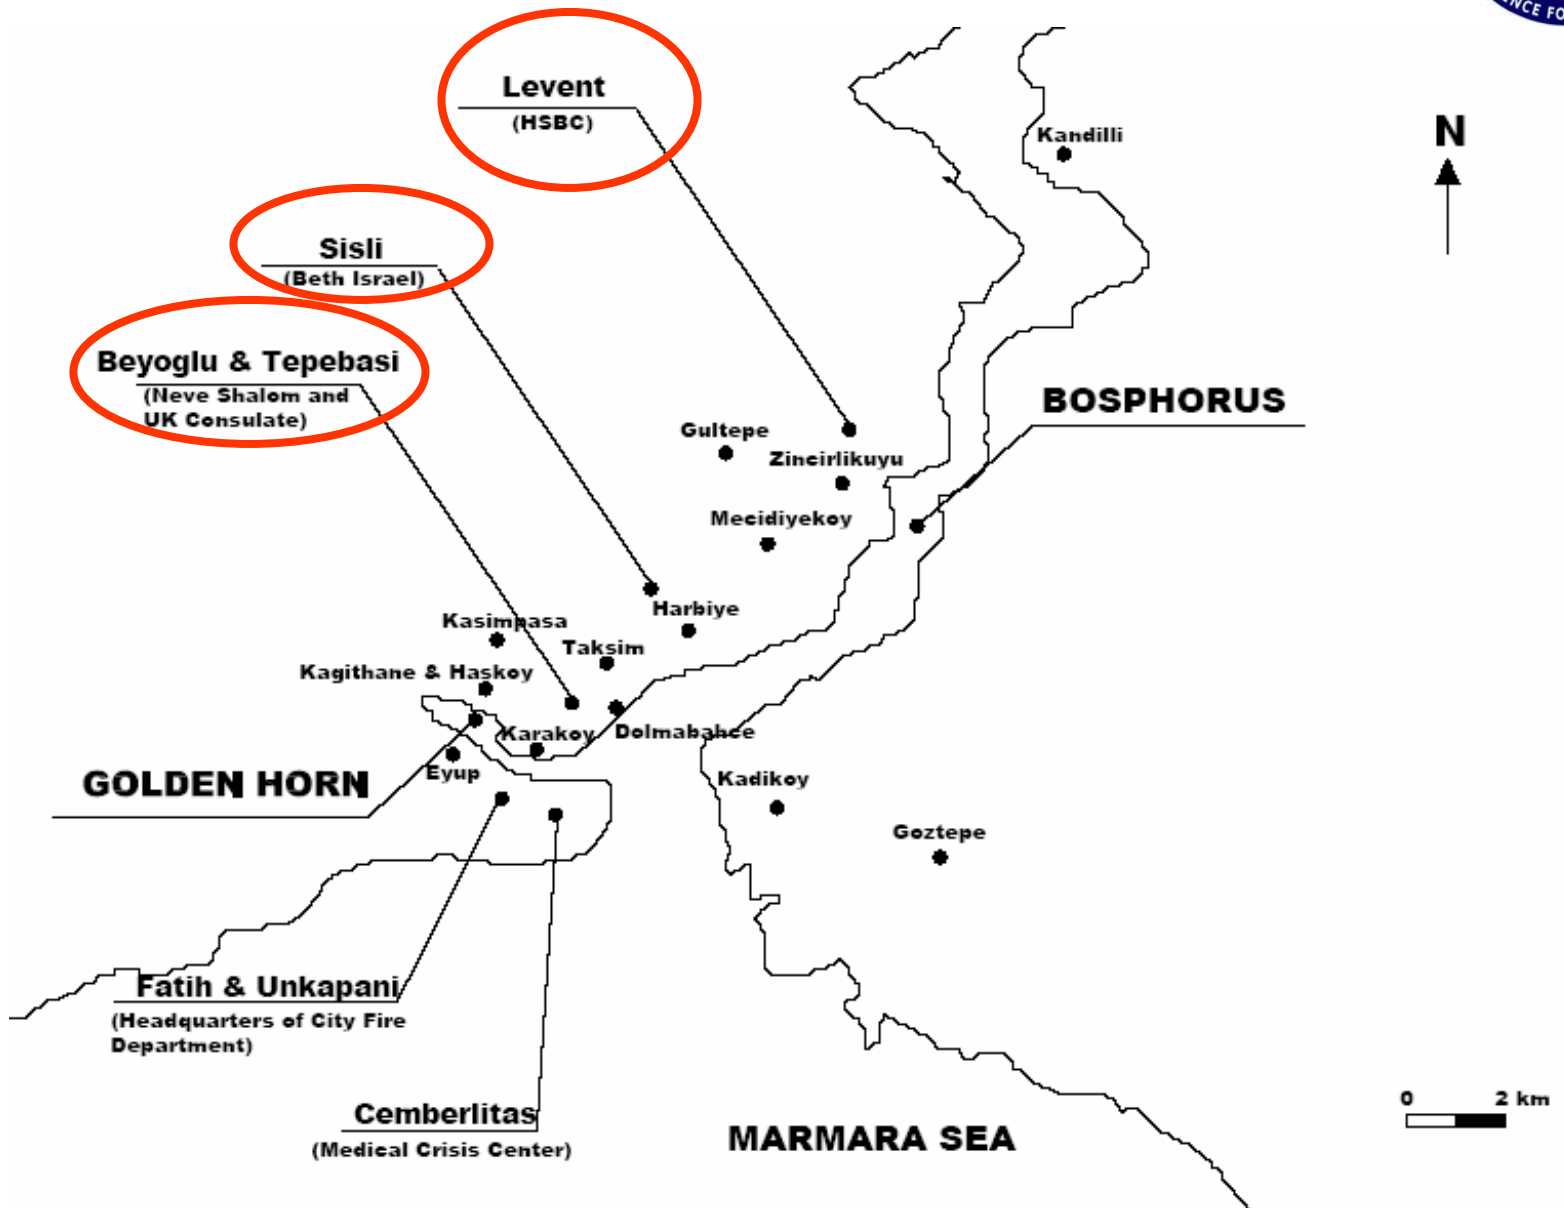 NCE FO
Levent
(HSBC)
N
Kandilli
Sisli
(Beth Israel)
Beyoglu & Tepebasi
(Neve Shalom and
UK Consulate)
BOSPHORUS
Gultepe
Zincirlikuyu
Mecidiyekoy
Harbiye
Kasimpasa
Taksim
Kagithane & Haskoy
Karakoy
Dolmabahce
Eyup
GOLDEN HORN
Kadikoy
Goztepe
Fatih & Unkapani
(Headquarters of City Fire
Department)
Cemberlitas
(Medical Crisis Center)
MARMARA SEA
0 2 km